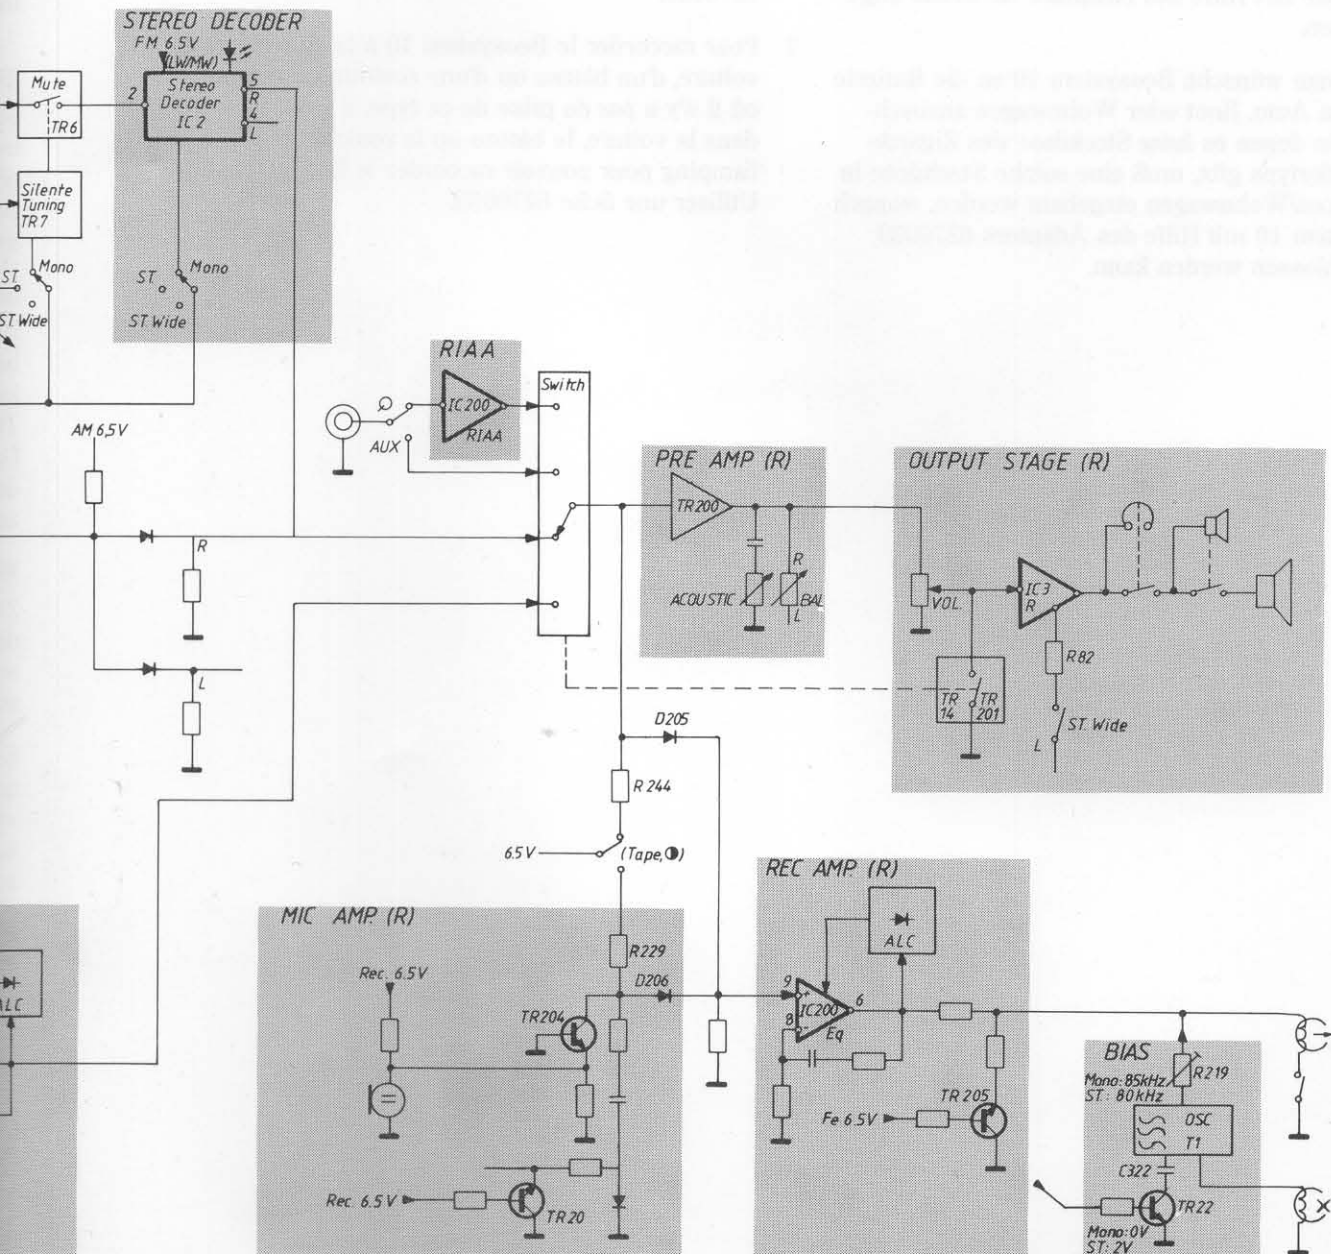 STEREO DECODER
FM 6.5V
(LW/MW)
Mute
TR6
2
Stereo
Decoder
IC 2
5
R
4
L
Silente
Tuning
TR7
Mono
ST.
ST. Wide
Mono
ST.
ST. Wide
AM 6,5V
R
L
RIAA
IC200
RIAA
AUX
Switch
PRE AMP (R)
TR200
ACOUSTIC
R
BAL
L
OUTPUT STAGE (R)
VOL.
IC3
R
R82
TR
14
TR
201
ST. Wide
L
D205
R 244
6.5V
(Tape, )
MIC AMP. (R)
Rec. 6.5V
R229
D206
TR204
Rec. 6.5V
TR20
REC AMP. (R)
ALC
9
+
8
-
IC200
6
Eq
TR 205
Fe 6.5V
BIAS
Mono: 85kHz
ST: 80kHz
R219
OSC
T1
C322
TR22
Mono: 0V
ST: 2V
ALC